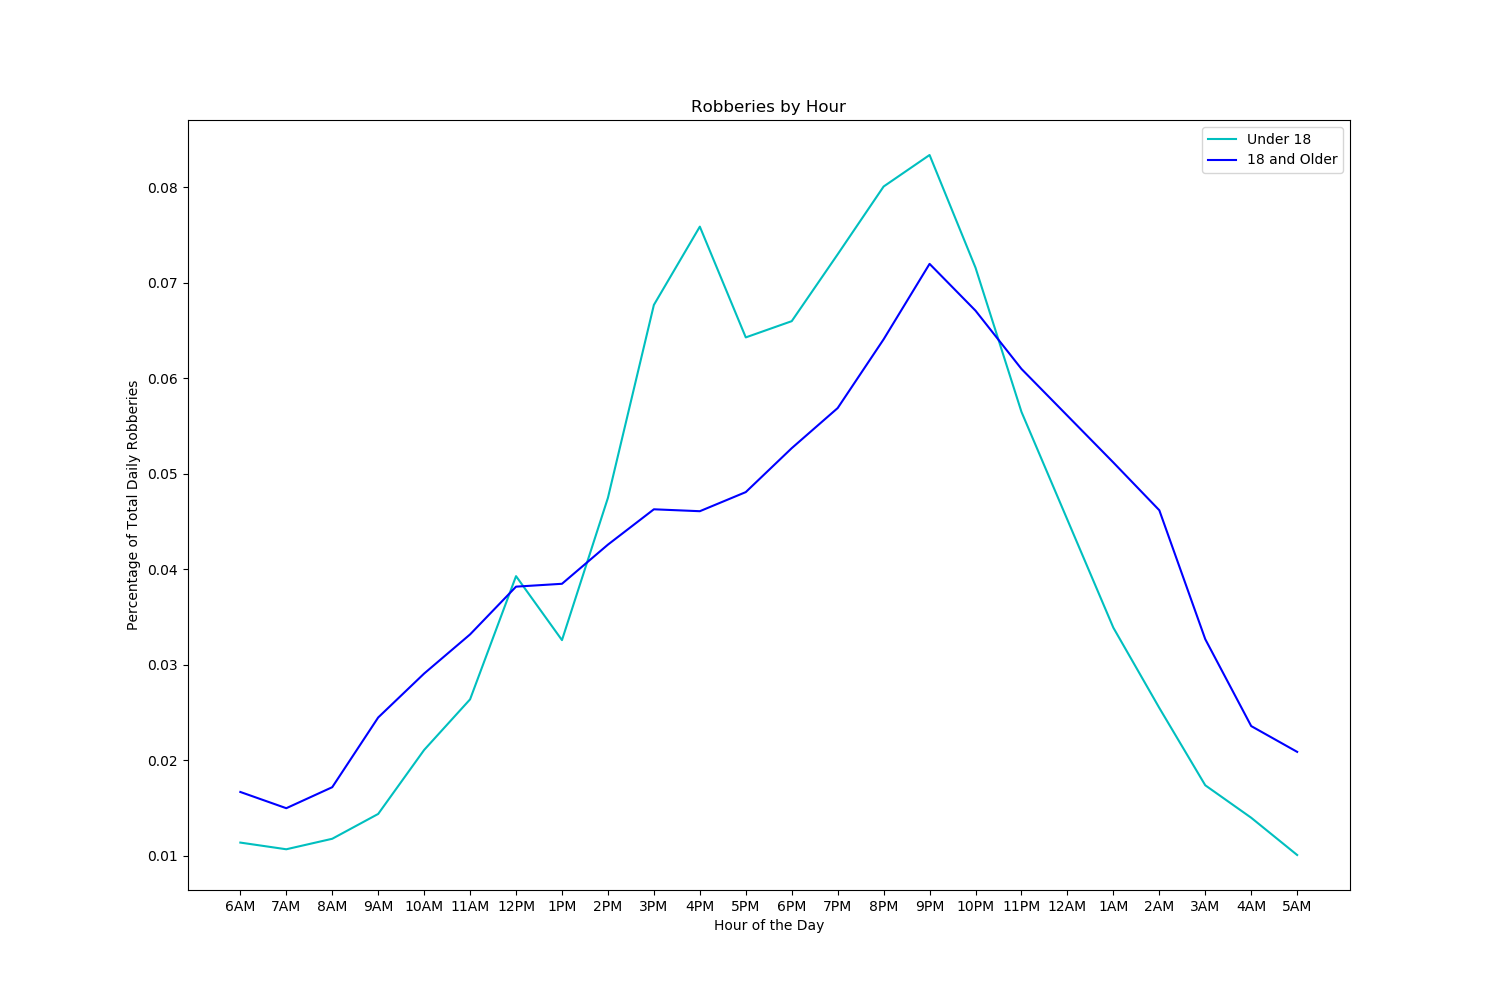 Robberies by Hour
Under 18
18 and Older
Percentage of Total Daily Robberies
0.08
0.07
0.06
0.05
0.04
0.03
0.02
0.01
6AM 7AM 8AM 9AM 10AM 11AM 12PM 1PM 2PM 3PM 4PM 5PM 6PM 7PM 8PM 9PM 10PM 11PM 12AM 1AM 2AM 3AM 4AM 5AM
Hour of the Day